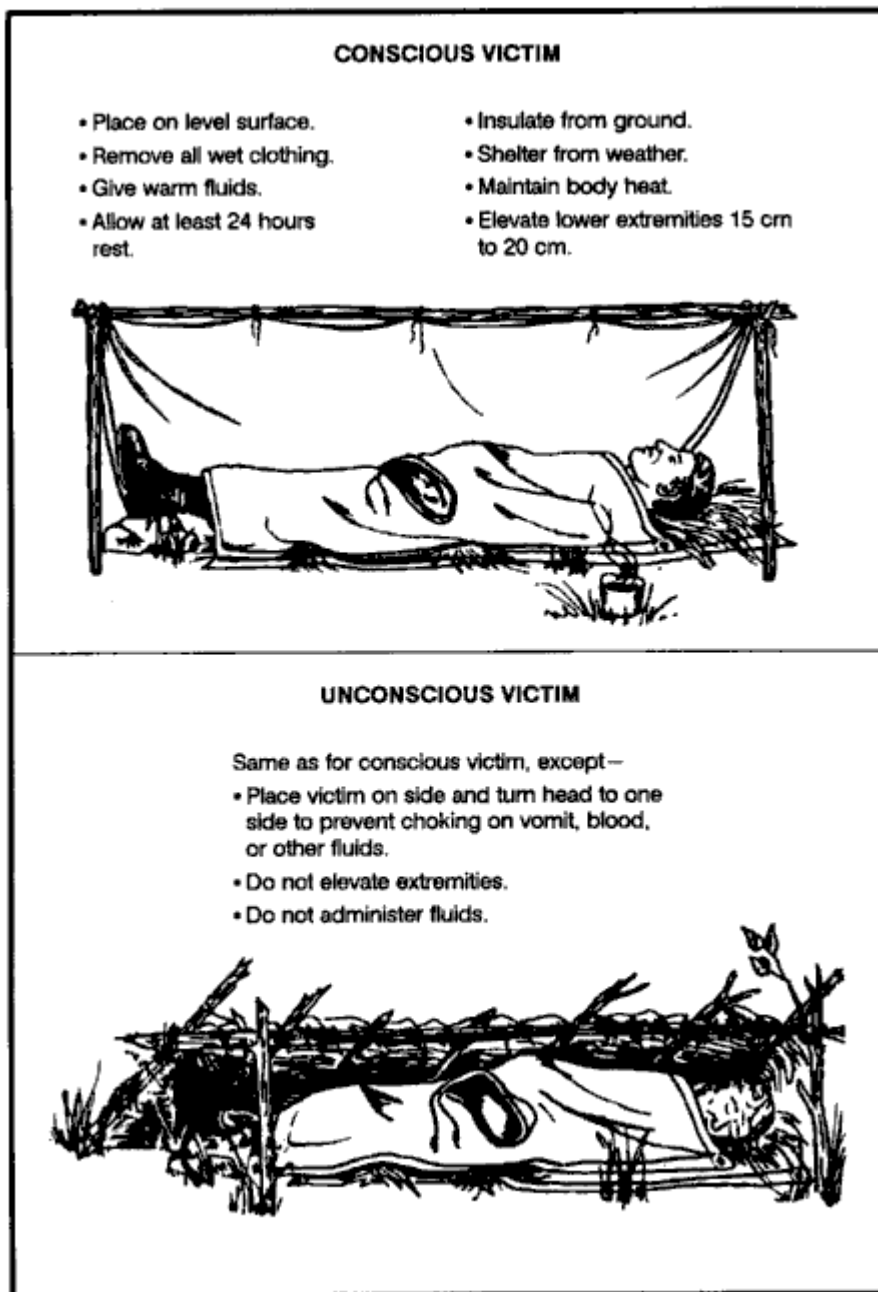 CONSCIOUS VICTIM
• Place on level surface.
• Remove all wet clothing.
• Give warm fluids.
• Allow at least 24 hours
rest.
• Insulate from ground.
• Shelter from weather.
• Maintain body heat.
• Elevate lower extremities 15 cm
to 20 cm.
UNCONSCIOUS VICTIM
Same as for conscious victim, except—
• Place victim on side and turn head to one
side to prevent choking on vomit, blood,
or other fluids.
• Do not elevate extremities.
• Do not administer fluids.